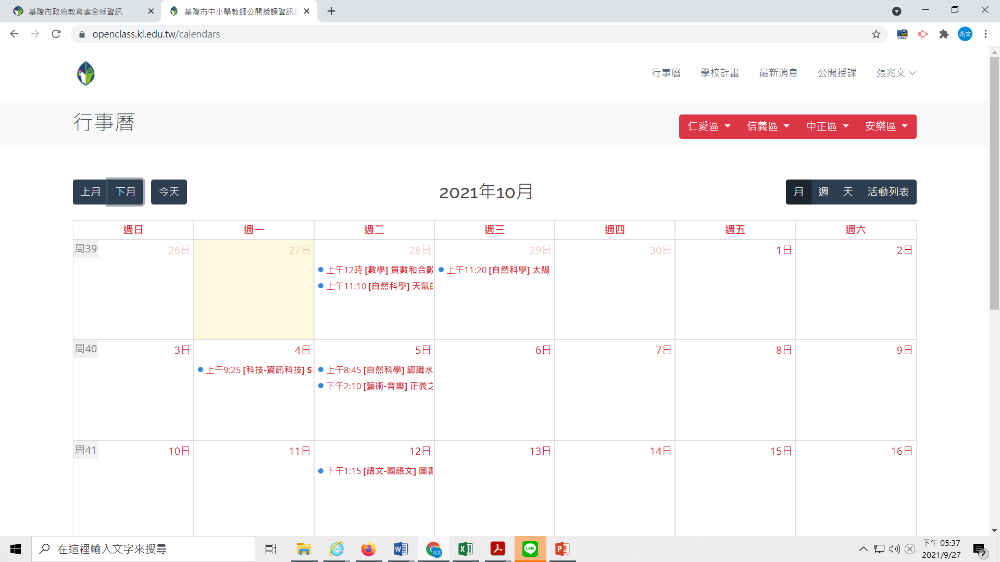 基隆市政府教育處全球資訊
基隆市中小學教師公開授課資訊
openclass.kl.edu.tw/calendars
兆文
行事曆 學校計畫 最新消息 公開授課 張兆文
行事曆
仁愛區 信義區 中正區 安樂區
上月 下月 今天
2021年10月
月 週 天 活動列表
週日 週一 週二 週三 週四 週五 週六
周39 26日 27日 28日 29日 30日 1日 2日
上午12時 [數學] 質數和合數
上午11:20 [自然科學] 太陽
上午11:10 [自然科學] 天氣
周40 3日 4日 5日 6日 7日 8日 9日
上午9:25 [科技-資訊科技] S
上午8:45 [自然科學] 認識水
下午2:10 [藝術-音樂] 正義之
周41 10日 11日 12日 13日 14日 15日 16日
下午1:15 [語文-國語文] 圖書
在這裡輸入文字來搜尋
兆文
LINE
下午 05:37
2021/9/27
2